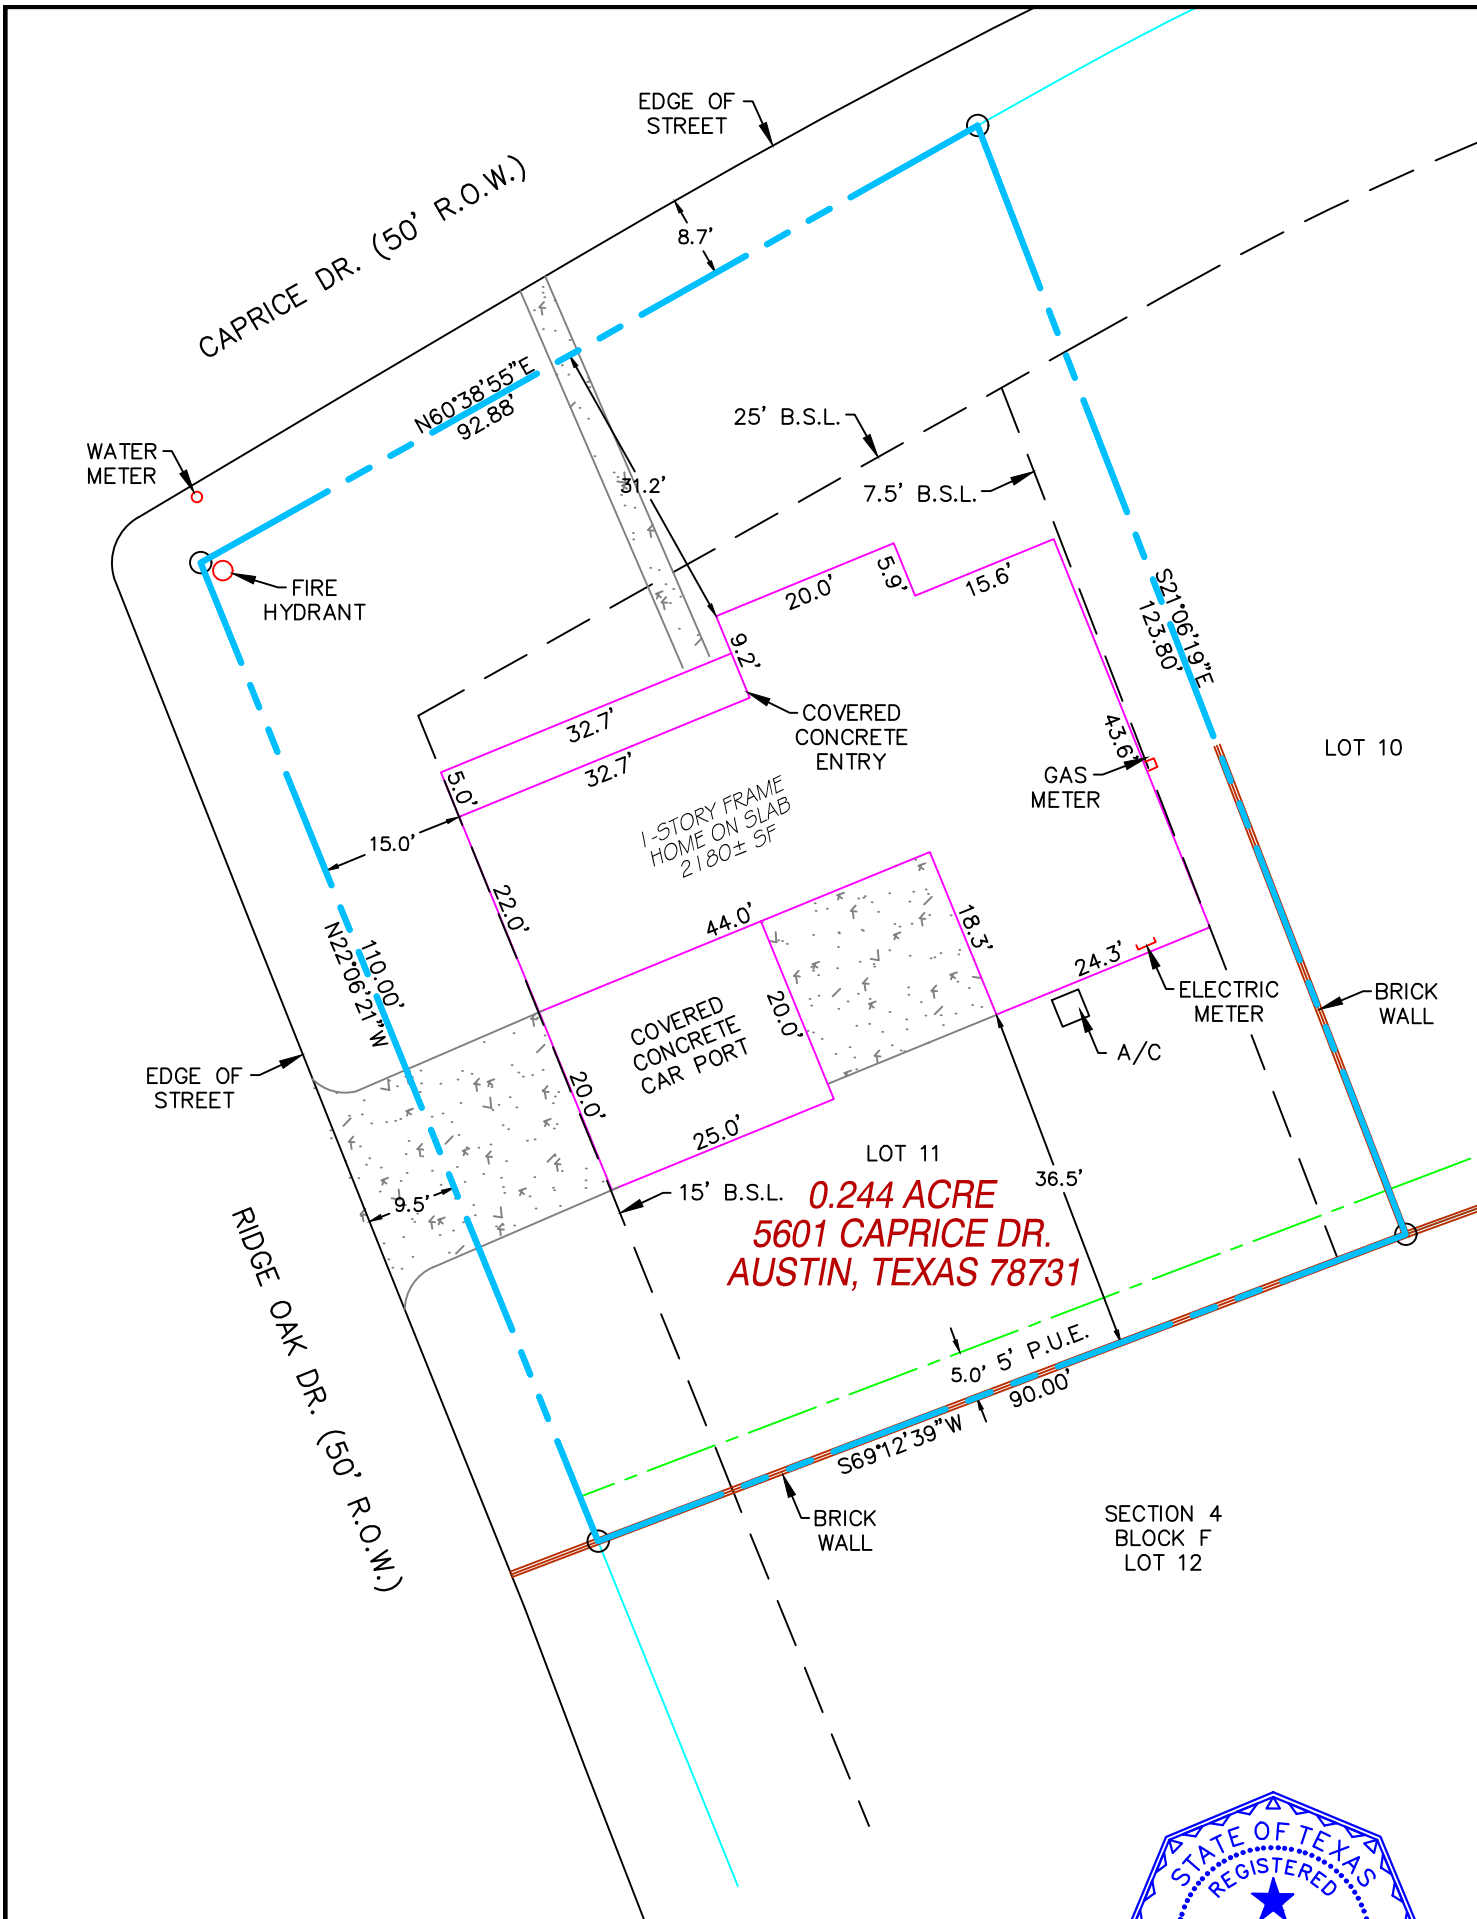 EDGE OF
STREET
CAPRICE DR. (50' R.O.W.)
8.7'
N60°38'55"E
92.88'
25' B.S.L.
WATER
METER
31.2'
7.5' B.S.L.
FIRE
HYDRANT
20.0'
5.9'
15.6'
S21°06'19"E
123.80'
9.2'
32.7'
COVERED
CONCRETE
ENTRY
32.7'
43.6'
LOT 10
5.0'
GAS
METER
1-STORY FRAME
HOME ON SLAB
2180± SF
15.0'
22.0'
44.0'
18.3'
110.00'
N22°06'21"W
24.3'
COVERED
CONCRETE
CAR PORT
20.0'
ELECTRIC
METER
BRICK
WALL
A/C
EDGE OF
STREET
20.0'
25.0'
LOT 11
36.5'
15' B.S.L.
0.244 ACRE
5601 CAPRICE DR.
AUSTIN, TEXAS 78731
9.5'
RIDGE OAK DR. (50' R.O.W.)
5.0'
5' P.U.E.
90.00'
S69°12'39"W
BRICK
WALL
SECTION 4
BLOCK F
LOT 12
STATE OF TEXAS
REGISTERED